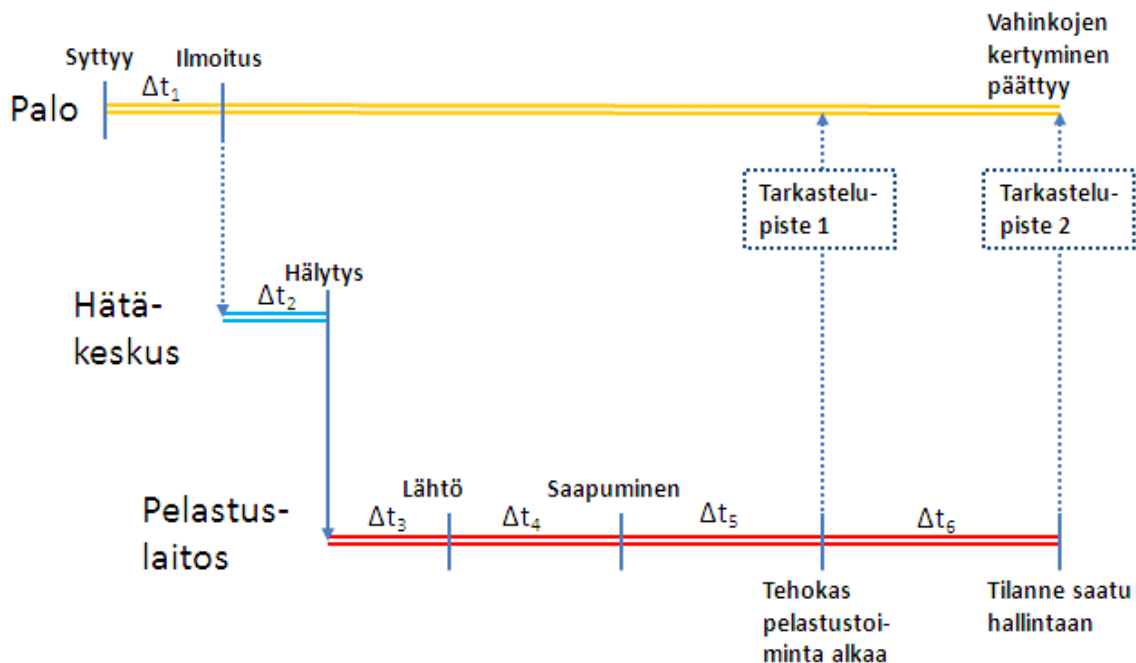 Vahinkojen
kertyminen
päättyy
Syttyy
Ilmoitus
Δt₁
Palo
Tarkastelu-
piste 1
Tarkastelu-
piste 2
Hälytys
Δt₂
Hätä-
keskus
Lähtö
Saapuminen
Pelastus-
laitos
Δt₃
Δt₄
Δt₅
Δt₆
Tehokas
pelastustoi-
minta alkaa
Tilanne saatu
hallintaan